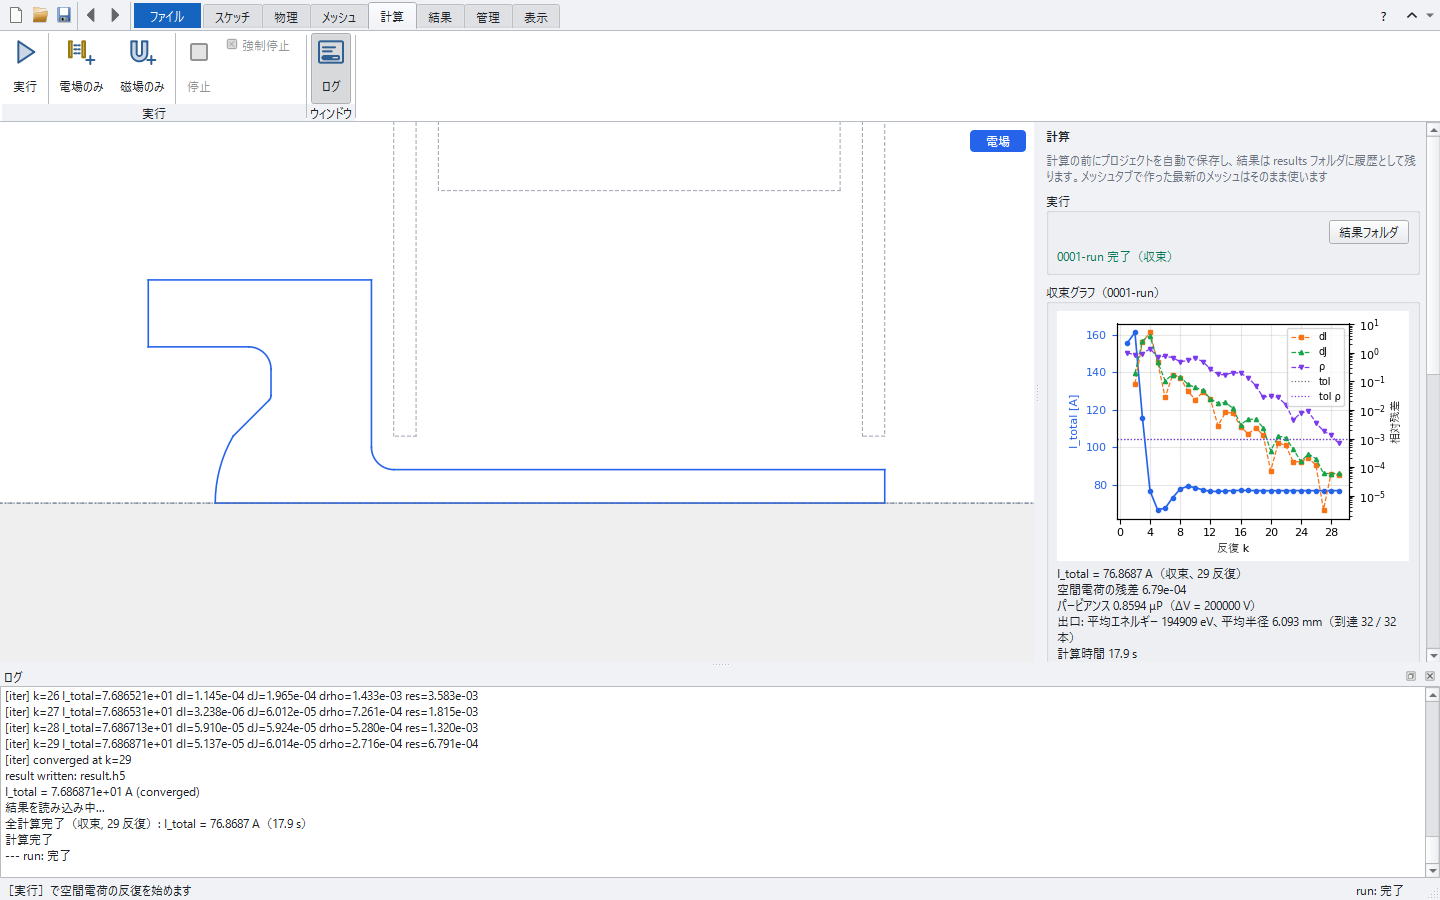 ファイル スケッチ 物理 メッシュ 計算 結果 管理 表示 ?
実行 電場のみ 磁場のみ 停止 強制停止 ログ
実行 ウィンドウ
電場
計算
計算の前にプロジェクトを自動で保存し、結果は results フォルダに履歴として残
ります。メッシュタブで作った最新のメッシュはそのまま使います
実行
結果フォルダ
0001-run 完了（収束）
収束グラフ（0001-run）
dI
dJ
ρ
tol
tol ρ
I_total [A]
160
140
120
100
80
10^1
10^0
10^-1
10^-2
10^-3
10^-4
10^-5
相対残差
0 4 8 12 16 20 24 28
反復 k
I_total = 76.8687 A（収束、29 反復）
空間電荷の残差 6.79e-04
パービアンス 0.8594 μP（ΔV = 200000 V）
出口: 平均エネルギー 194909 eV、平均半径 6.093 mm（到達 32 / 32
本）
計算時間 17.9 s
ログ
[iter] k=26 I_total=7.686521e+01 dI=1.145e-04 dJ=1.965e-04 drho=1.433e-03 res=3.583e-03
[iter] k=27 I_total=7.686531e+01 dI=3.238e-06 dJ=6.012e-05 drho=7.261e-04 res=1.815e-03
[iter] k=28 I_total=7.686713e+01 dI=5.910e-05 dJ=5.924e-05 drho=5.280e-04 res=1.320e-03
[iter] k=29 I_total=7.686871e+01 dI=5.137e-05 dJ=6.014e-05 drho=2.716e-04 res=6.791e-04
[iter] converged at k=29
result written: result.h5
I_total = 7.686871e+01 A (converged)
結果を読み込み中...
全計算完了（収束, 29 反復）: I_total = 76.8687 A（17.9 s）
計算完了
--- run: 完了
［実行］で空間電荷の反復を始めます
run: 完了